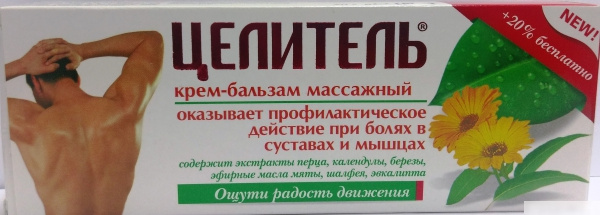 NEW!
+20% бесплатно
ЦЕЛИТЕЛЬ®
крем-бальзам массажный
оказывает профилактическое
действие при болях в
суставах и мышцах
содержит экстракты перца, календулы, березы,
эфирные масла мяты, шалфея, эвкалипта
Ощути радость движения